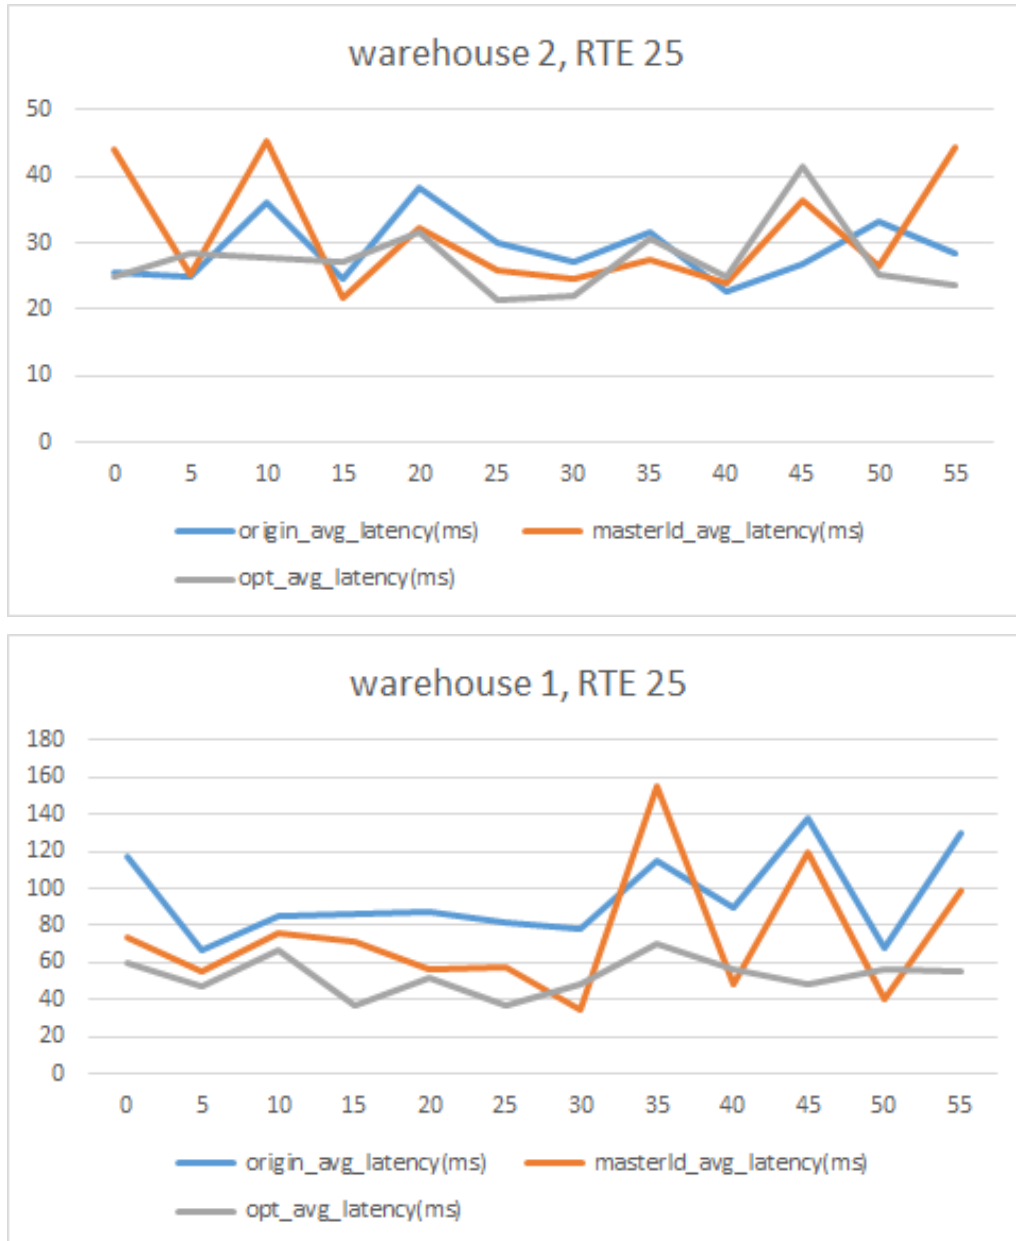 warehouse 2, RTE 25
50
40
30
20
10
0
0 5 10 15 20 25 30 35 40 45 50 55
origin_avg_latency(ms) masterId_avg_latency(ms)
opt_avg_latency(ms)
warehouse 1, RTE 25
180
160
140
120
100
80
60
40
20
0
0 5 10 15 20 25 30 35 40 45 50 55
origin_avg_latency(ms) masterId_avg_latency(ms)
opt_avg_latency(ms)